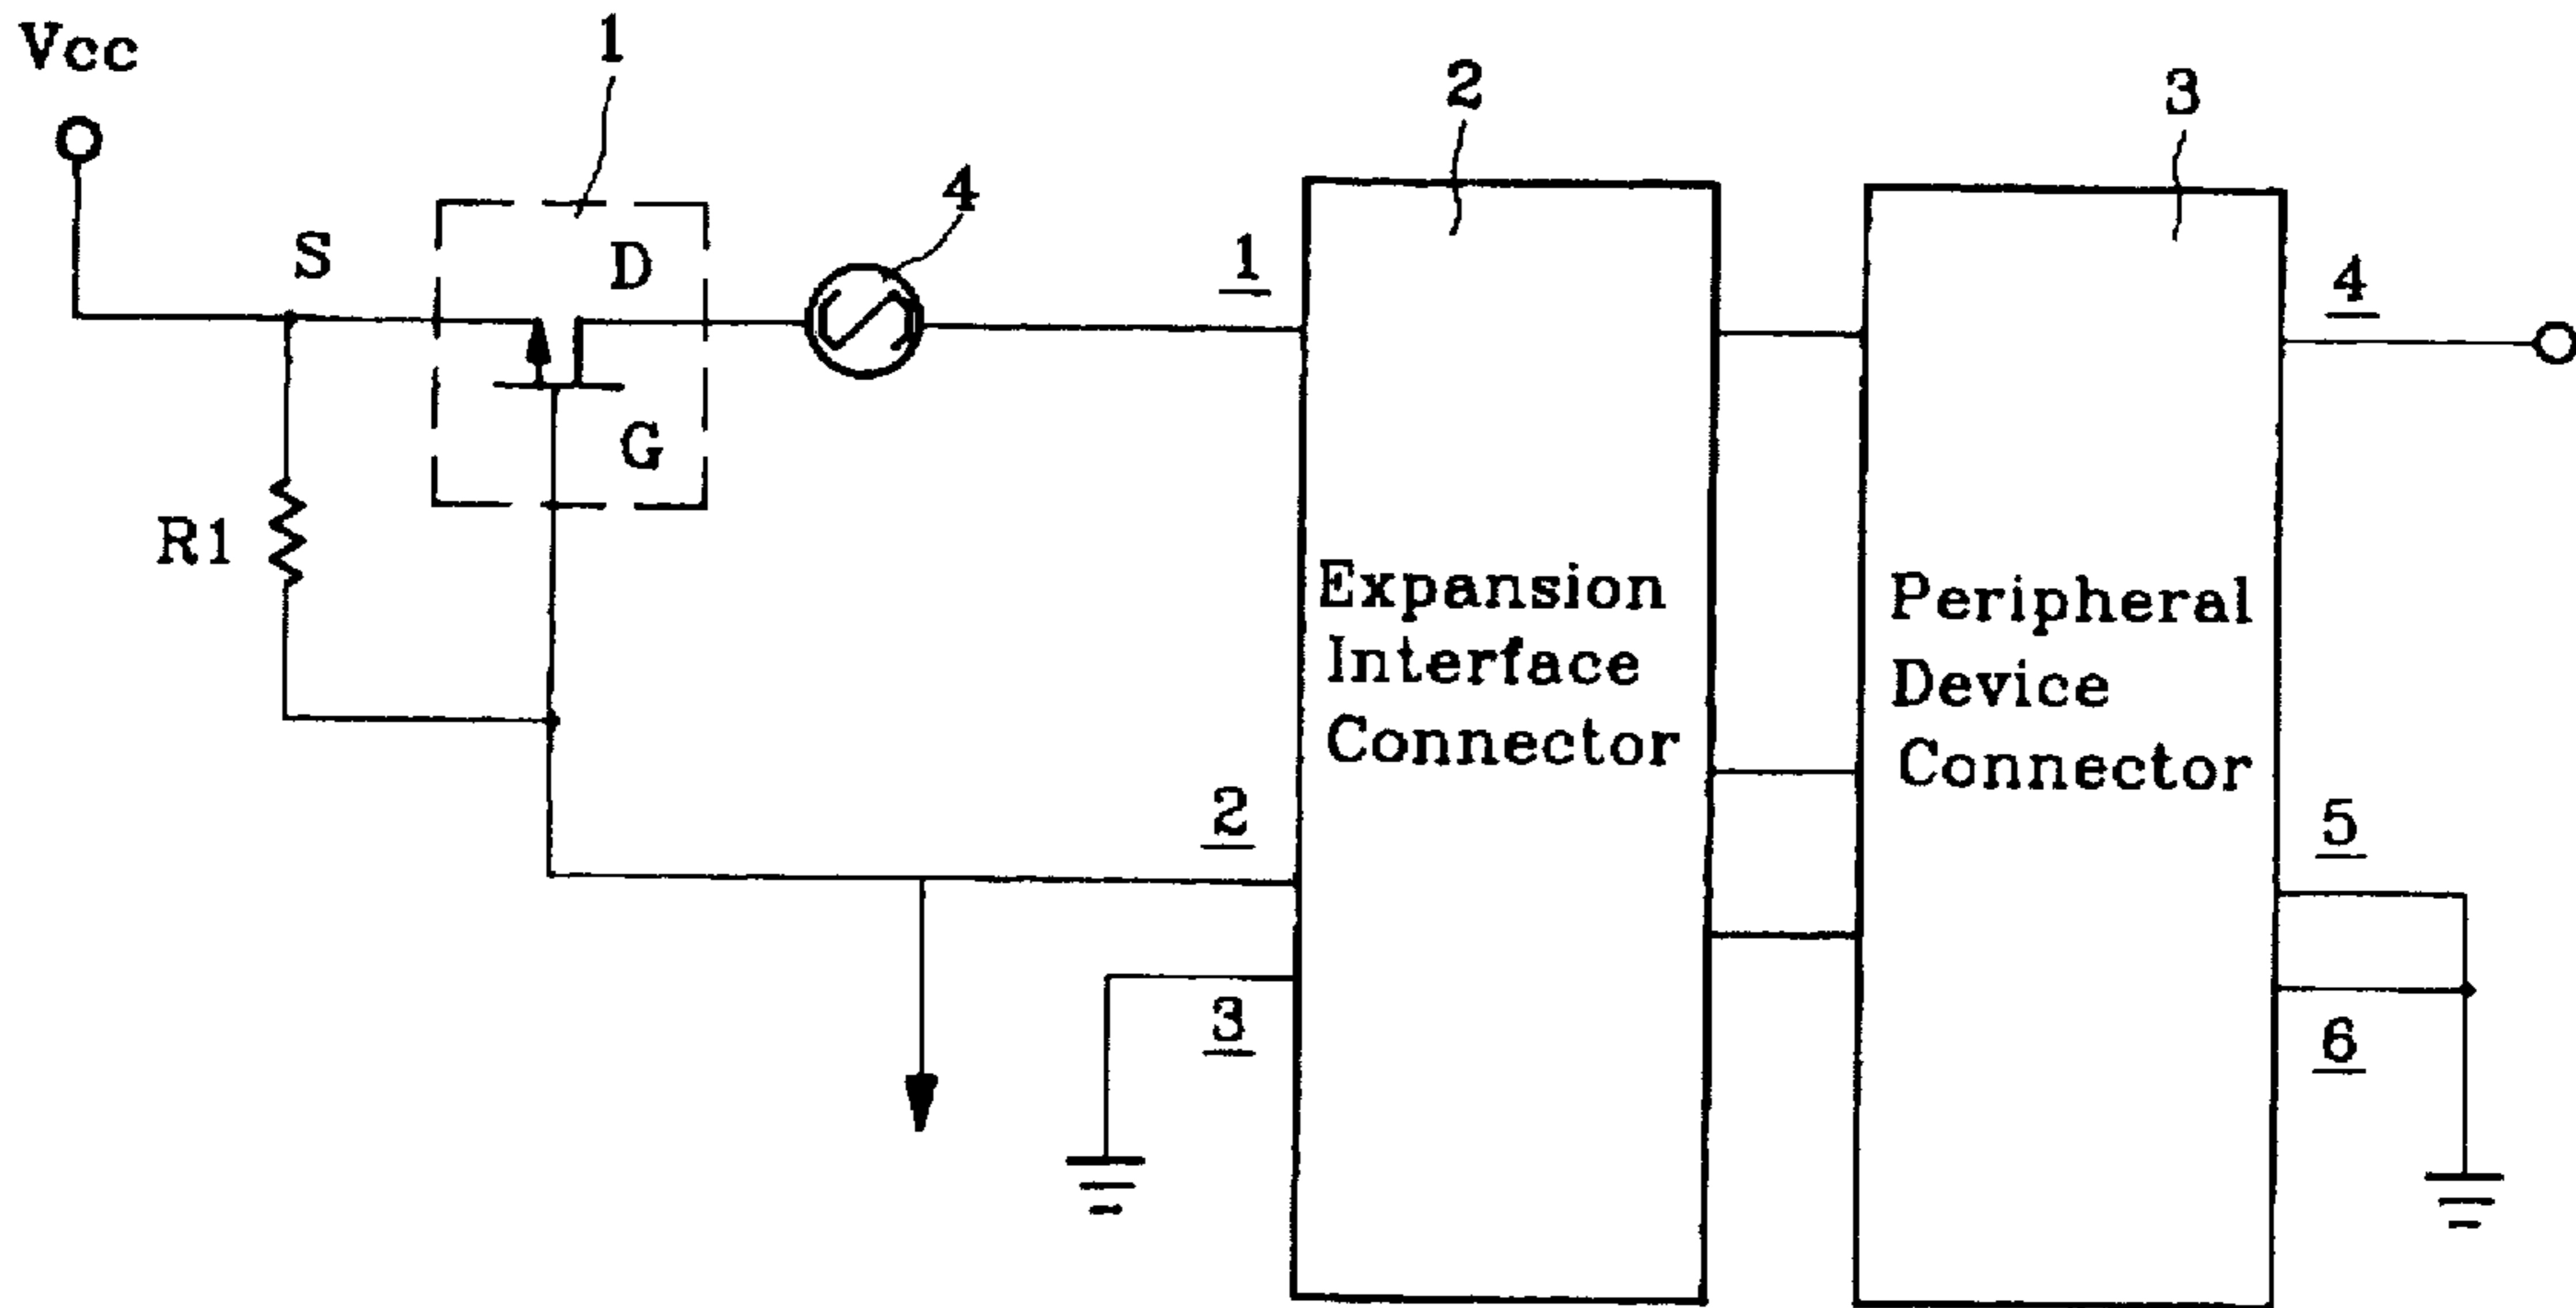 Vcc
1
2
3
4
S
D
1
4
G
R1
Expansion
Interface
Connector
Peripheral
Device
Connector
2
5
3
6